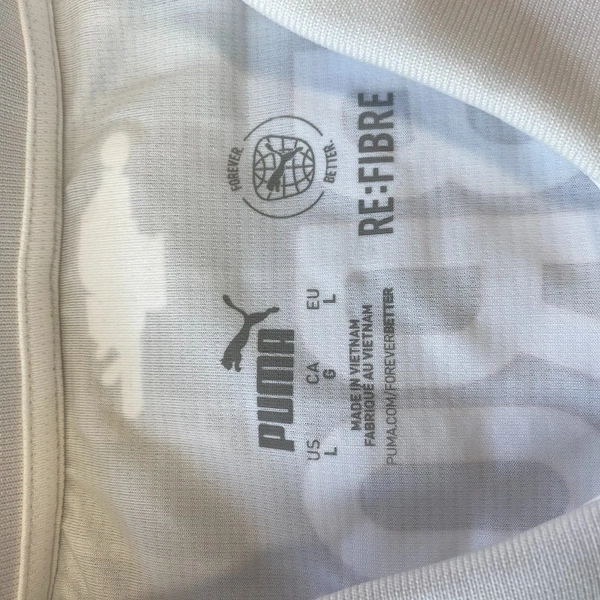 PUMA
US CA EU
L G L
MADE IN VIETNAM
FABRIQUÉ AU VIETNAM
PUMA.COM/FOREVERBETTER
FOREVER.
BETTER.
RE:FIBRE